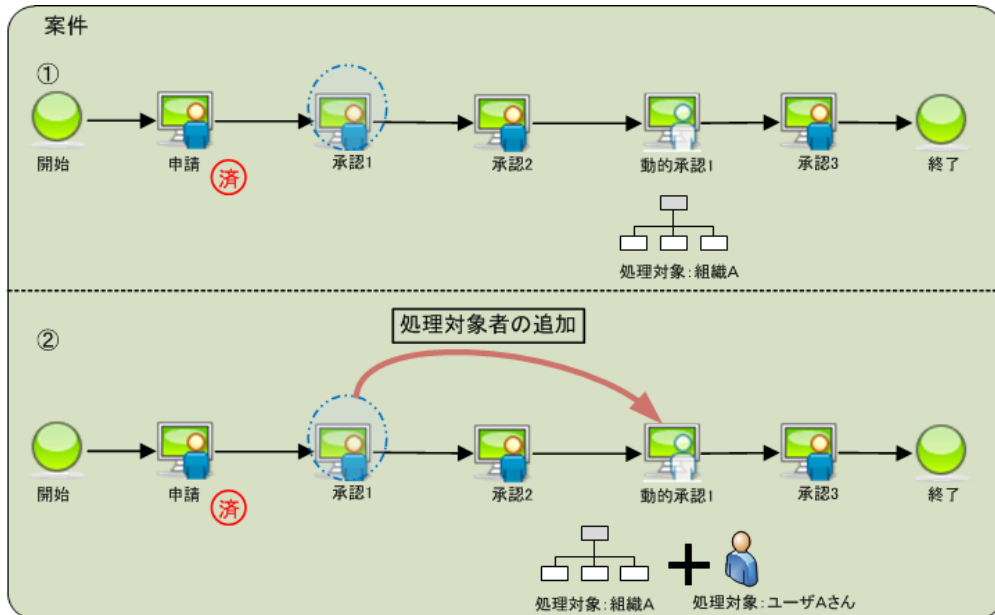 案件
①
開始
申請
済
承認1
承認2
動的承認1
承認3
終了
処理対象:組織A
②
処理対象者の追加
開始
申請
済
承認1
承認2
動的承認1
承認3
終了
処理対象:組織A
処理対象:ユーザAさん